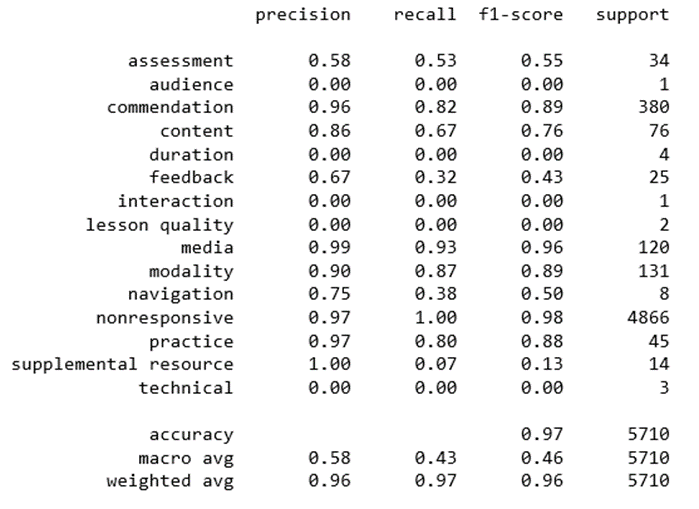 precision recall f1-score support
assessment 0.58 0.53 0.55 34
audience 0.00 0.00 0.00 1
commendation 0.96 0.82 0.89 380
content 0.86 0.67 0.76 76
duration 0.00 0.00 0.00 4
feedback 0.67 0.32 0.43 25
interaction 0.00 0.00 0.00 1
lesson quality 0.00 0.00 0.00 2
media 0.99 0.93 0.96 120
modality 0.90 0.87 0.89 131
navigation 0.75 0.38 0.50 8
nonresponsive 0.97 1.00 0.98 4866
practice 0.97 0.80 0.88 45
supplemental resource 1.00 0.07 0.13 14
technical 0.00 0.00 0.00 3
accuracy 0.97 5710
macro avg 0.58 0.43 0.46 5710
weighted avg 0.96 0.97 0.96 5710